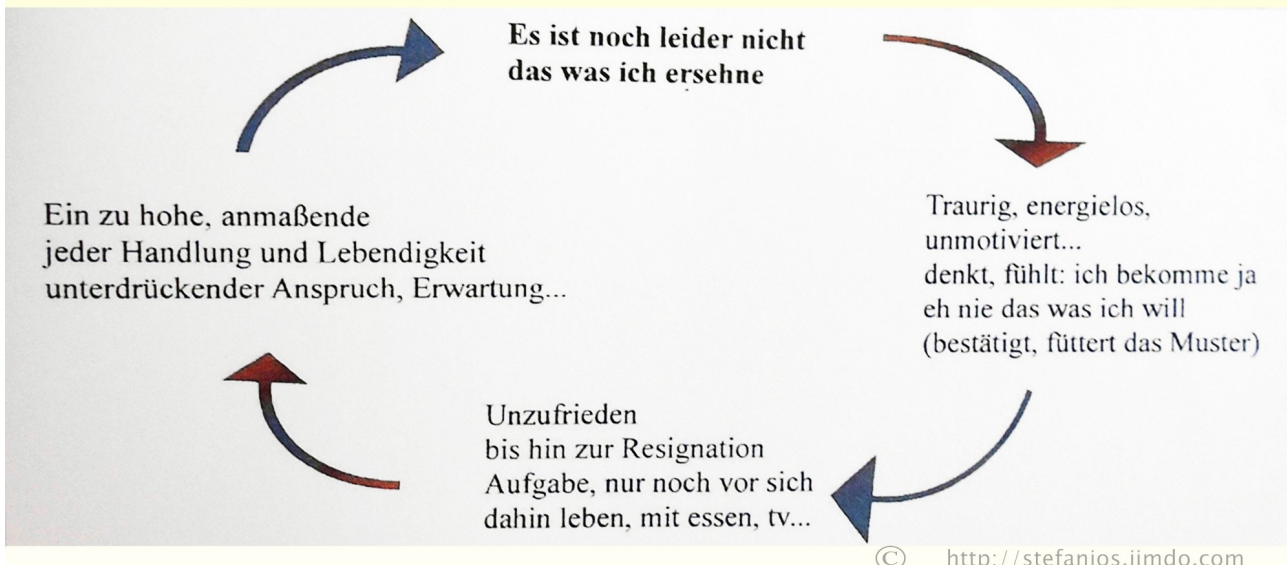 Es ist noch leider nicht
das was ich ersehne
Traurig, energielos,
unmotiviert...
denkt, fühlt: ich bekomme ja
eh nie das was ich will
(bestätigt, füttert das Muster)
Unzufrieden
bis hin zur Resignation
Aufgabe, nur noch vor sich
dahin leben, mit essen, tv...
Ein zu hohe, anmaßende
jeder Handlung und Lebendigkeit
unterdrückender Anspruch, Erwartung...
© http://stefanjos.jimdo.com